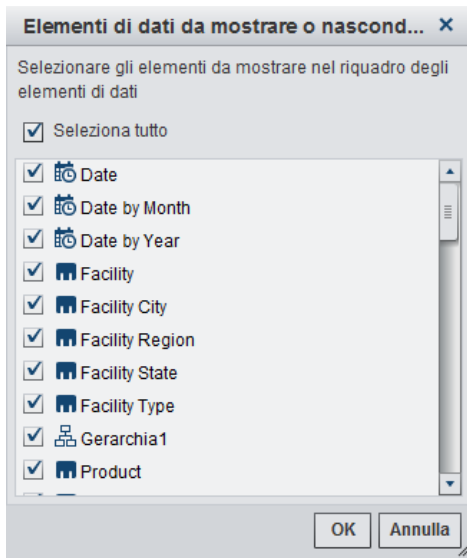 Elementi di dati da mostrare o nascond...
Selezionare gli elementi da mostrare nel riquadro degli
elementi di dati
Seleziona tutto
Date
Date by Month
Date by Year
Facility
Facility City
Facility Region
Facility State
Facility Type
Gerarchia1
Product
OK
Annulla